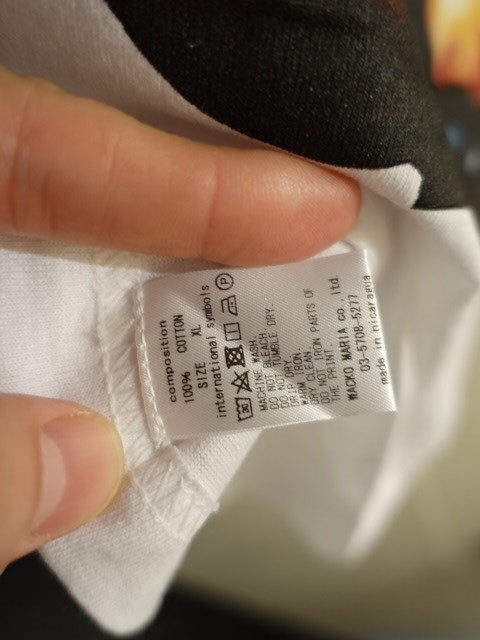 composition
100% COTTON
SIZE XL
international symbols
P
MACHINE WASH.
DO NOT BLEACH.
DO NOT TUMBLE DRY.
DRIP DRY.
WARM IRON.
DRY CLEAN
DO NOT IRON PARTS OF
THE PRINT.
WACKO MARIA co., ltd.
03-5708-5277
made in nicaragua